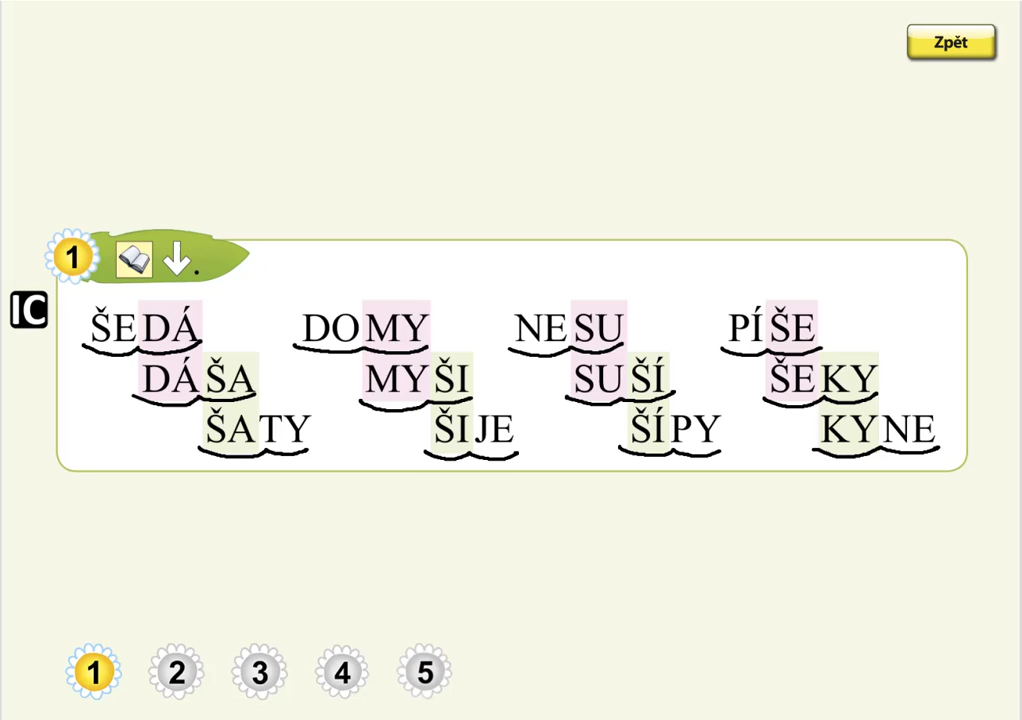 Zpět
1 .
IC
ŠEDÁ DOMY NESU PÍŠE
DÁŠA MYŠI SUŠÍ ŠEKY
ŠATY ŠIJE ŠÍPY KYNE
1 2 3 4 5